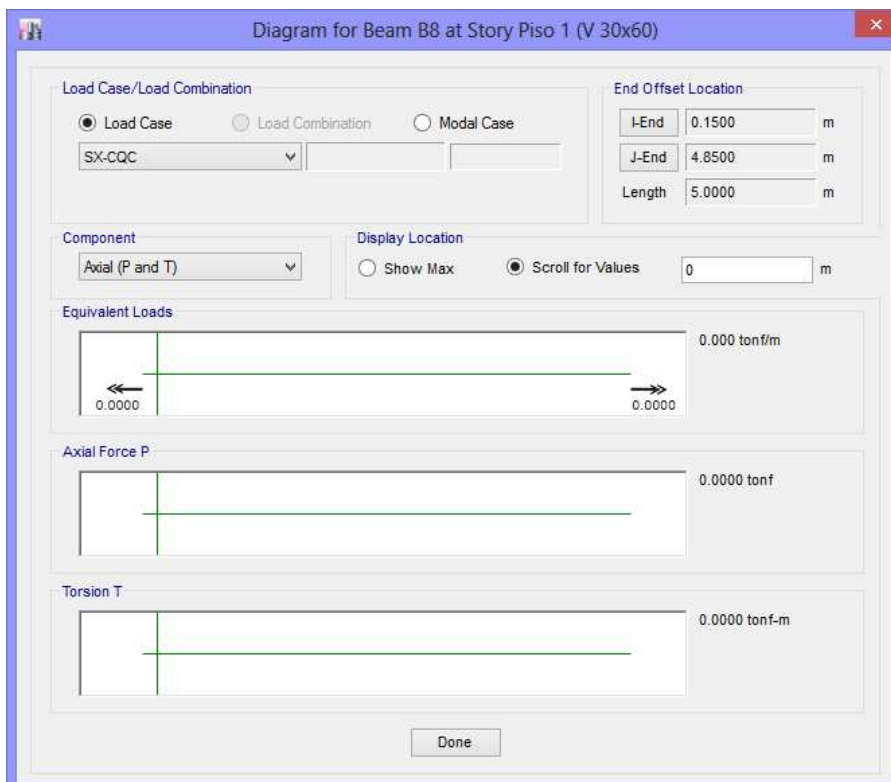 Diagram for Beam B8 at Story Piso 1 (V 30x60)
Load Case/Load Combination
Load Case
Load Combination
Modal Case
SX-CQC
End Offset Location
I-End 0.1500 m
J-End 4.8500 m
Length 5.0000 m
Component
Axial (P and T)
Display Location
Show Max
Scroll for Values
0 m
Equivalent Loads
0.000 tonf/m
0.0000
0.0000
Axial Force P
0.0000 tonf
Torsion T
0.0000 tonf-m
Done